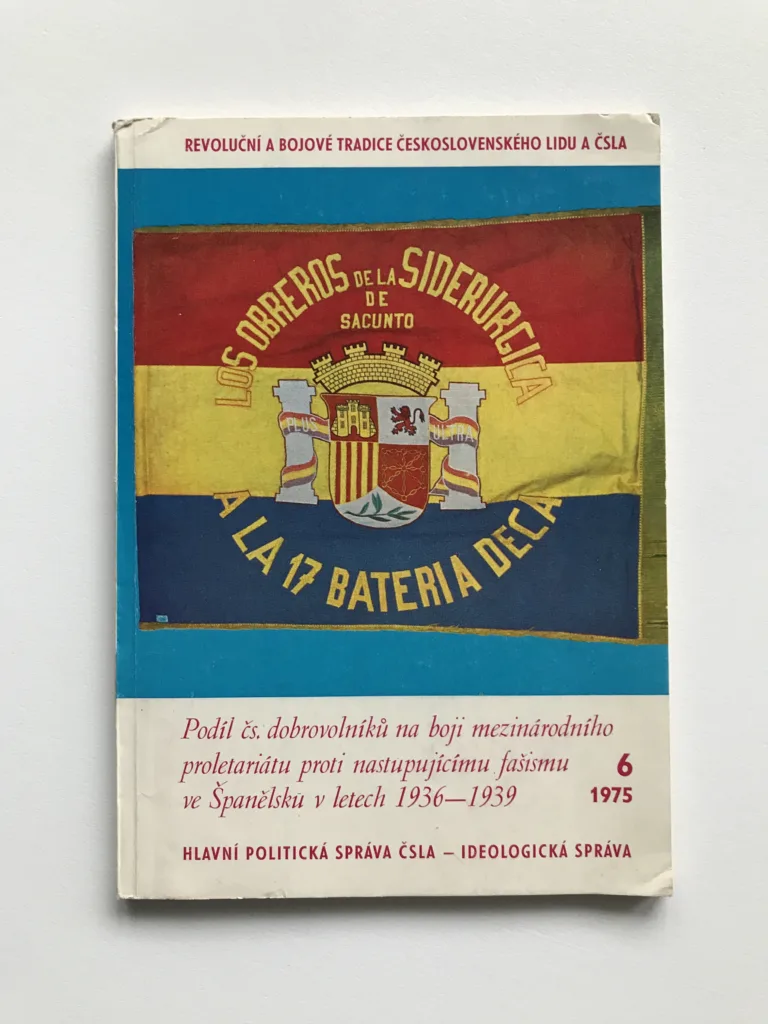 REVOLUČNÍ A BOJOVÉ TRADICE ČESKOSLOVENSKÉHO LIDU A ČSLA
LOS OBREROS DE LA SIDERURGICA
DE
SACUNTO
PLUS ULTRA
A LA 17 BATERIA DECA
Podíl čs. dobrovolníků na boji mezinárodního
proletariátu proti nastupujícímu fašismu
ve Španělsku v letech 1936—1939
6
1975
HLAVNÍ POLITICKÁ SPRÁVA ČSLA – IDEOLOGICKÁ SPRÁVA